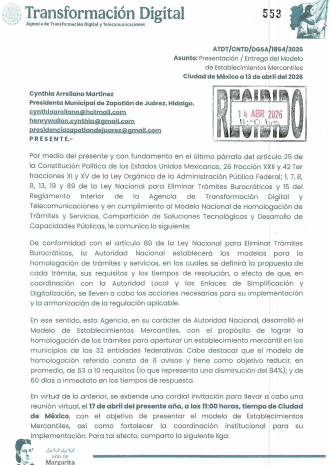 Transformación Digital
Agencia de Transformación Digital y Telecomunicaciones
553
ATDT/CNTD/DGSA/1864/2026
Asunto: Presentación / Entrega del Modelo
de Establecimientos Mercantiles
Ciudad de México a 13 de abril del 2026
Cynthia Arrellano Martínez
Presidenta Municipal de Zapotlán de Juárez, Hidalgo.
cynthiaarellano@hotmail.com
henrywallon.cynthia@gmail.com
presidenciazapotlandejuarez@gmail.com
P R E S E N T E.-
RECIBIDO
14 ABR 2026
11:40 hrs
Por medio del presente y con fundamento en el último párrafo del artículo 25 de
la Constitución Política de los Estados Unidos Mexicanos; 26 fracción XXII y 42 Ter
fracciones XI y XV de la Ley Orgánica de la Administración Pública Federal; 1, 7, 8,
9, 13, 19 y 89 de la Ley Nacional para Eliminar Trámites Burocráticos y 15 del
Reglamento Interior de la Agencia de Transformación Digital y
Telecomunicaciones y en cumplimiento al Modelo Nacional de Homologación de
Trámites y Servicios, Compartición de Soluciones Tecnológicas y Desarrollo de
Capacidades Públicas, le comunico lo siguiente:
De conformidad con el artículo 89 de la Ley Nacional para Eliminar Trámites
Burocráticos, la Autoridad Nacional establecerá los modelos para la
homologación de trámites y servicios, en los cuales se definirá la propuesta de
cada trámite, sus requisitos y los tiempos de resolución, a efecto de que, en
coordinación con la Autoridad Local y los Enlaces de Simplificación y
Digitalización, se lleven a cabo las acciones necesarias para su implementación y
la armonización de la regulación aplicable.
En ese sentido, esta Agencia, en su carácter de Autoridad Nacional, desarrolló el
Modelo de Establecimientos Mercantiles, con el propósito de lograr la
homologación de los trámites para aperturar un establecimiento mercantil en los
municipios de las 32 entidades federativas. Cabe destacar que el modelo de
homologación referido consta de 6 avisos y tiene como objetivo reducir, en
promedio, de 63 a 10 requisitos (lo que representa una disminución del 84%); y de
60 días a inmediato en los tiempos de respuesta.
En virtud de lo anterior, se extiende una cordial invitación para llevar a cabo una
reunión virtual, el 17 de abril del presente año, a las 11:00 horas, tiempo de Ciudad
de México, con el objetivo de presentar el modelo de Establecimientos
Mercantiles, así como fortalecer la coordinación institucional para su
implementación. Para tal efecto, comparto la siguiente liga:
2026
año de
Margarita